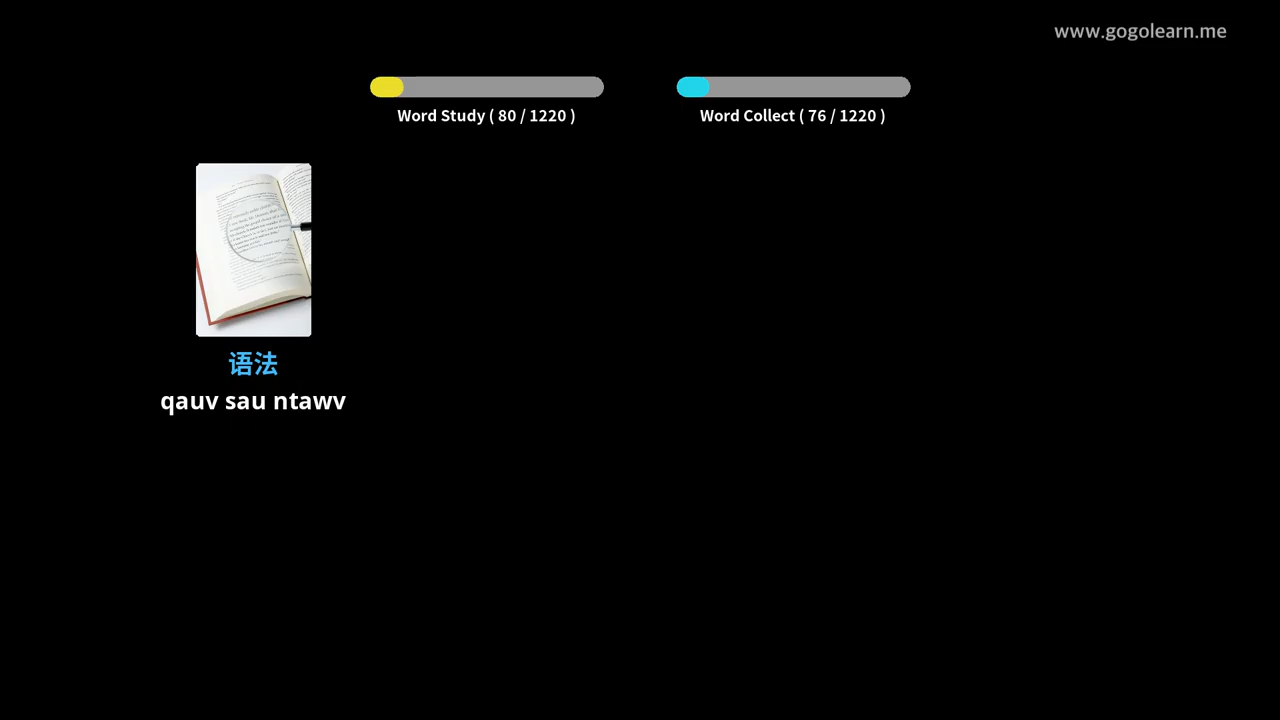 www.gogolearn.me
Word Study ( 80 / 1220 )
Word Collect ( 76 / 1220 )
语法
qauv sau ntawv